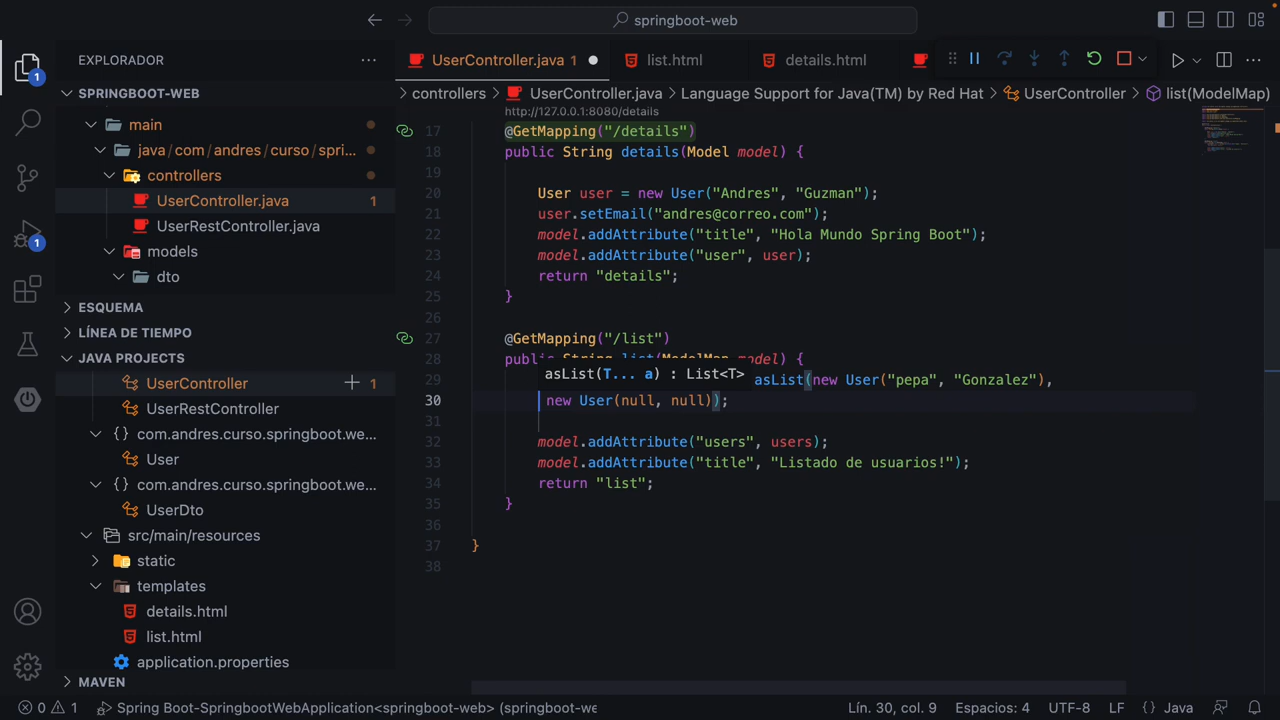 springboot-web
EXPLORADOR
UserController.java 1
list.html
details.html
1
SPRINGBOOT-WEB
controllers
UserController.java
Language Support for Java(TM) by Red Hat
UserController
list(ModelMap)
main
java/com/andres/curso/spri...
controllers
UserController.java 1
UserRestController.java
models
dto
ESQUEMA
LÍNEA DE TIEMPO
JAVA PROJECTS
UserController 1
UserRestController
{} com.andres.curso.springboot.we...
User
{} com.andres.curso.springboot.we...
UserDto
src/main/resources
static
templates
details.html
list.html
application.properties
MAVEN
1
http://127.0.0.1:8080/details
17 @GetMapping("/details")
18 public String details(Model model) {
19
20 User user = new User("Andres", "Guzman");
21 user.setEmail("andres@correo.com");
22 model.addAttribute("title", "Hola Mundo Spring Boot");
23 model.addAttribute("user", user);
24 return "details";
25 }
26
27 @GetMapping("/list")
28 public String list(ModelMap model) {
asList(T... a) : List<T>
29 asList(new User("pepa", "Gonzalez"),
30 new User(null, null));
31
32 model.addAttribute("users", users);
33 model.addAttribute("title", "Listado de usuarios!");
34 return "list";
35 }
36
37 }
38
0 1
Spring Boot-SpringbootWebApplication<springboot-web> (springboot-we
Lín. 30, col. 9
Espacios: 4
UTF-8
LF
{} Java